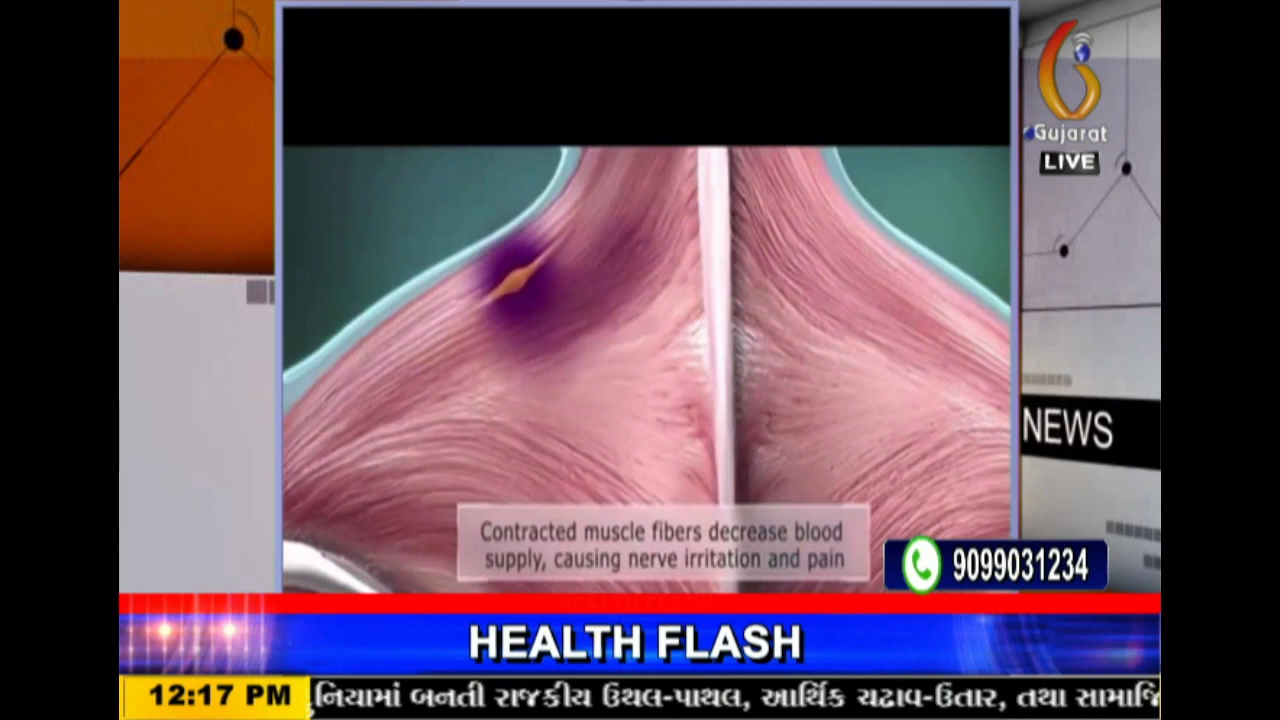 Gujarat
LIVE
NEWS
Contracted muscle fibers decrease blood
supply, causing nerve irritation and pain
9099031234
HEALTH FLASH
12:17 PM
બનતી રાજકીય ઉથલ-પાથલ, આર્થિક ચઢાવ-ઉતાર, તથા